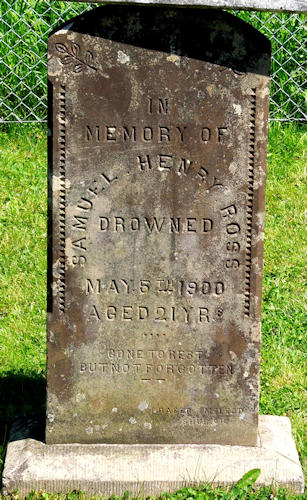 IN
MEMORY OF
SAMUEL HENRY ROSS
DROWNED
MAY 5TH 1900
AGED 21 YRS
GONE TO REST
BUT NOT FORGOTTEN